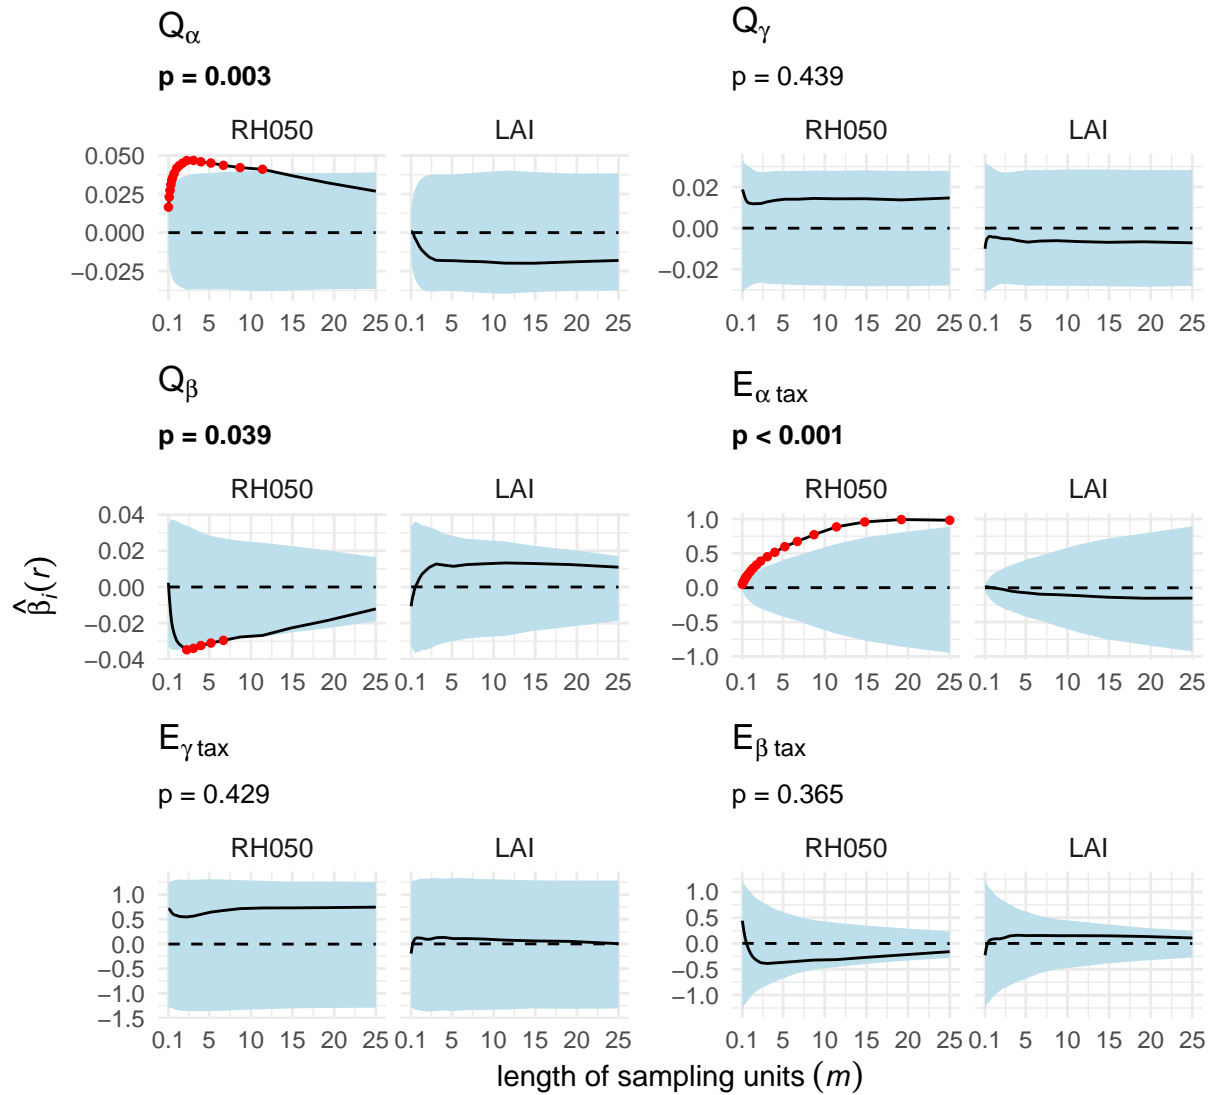 Qα
p = 0.003
RH050 LAI
0.050
0.025
0.000
−0.025
0.1 5 10 15 20 25 0.1 5 10 15 20 25
Qγ
p = 0.439
RH050 LAI
0.02
0.00
−0.02
0.1 5 10 15 20 25 0.1 5 10 15 20 25
Qβ
p = 0.039
RH050 LAI
0.04
0.02
0.00
−0.02
−0.04
0.1 5 10 15 20 25 0.1 5 10 15 20 25
Eα tax
p < 0.001
RH050 LAI
1.0
0.5
0.0
−0.5
−1.0
0.1 5 10 15 20 25 0.1 5 10 15 20 25
Eγ tax
p = 0.429
RH050 LAI
1.0
0.5
0.0
−0.5
−1.0
−1.5
0.1 5 10 15 20 25 0.1 5 10 15 20 25
Eβ tax
p = 0.365
RH050 LAI
1.0
0.5
0.0
−0.5
−1.0
0.1 5 10 15 20 25 0.1 5 10 15 20 25
β̂i(r)
length of sampling units (m)